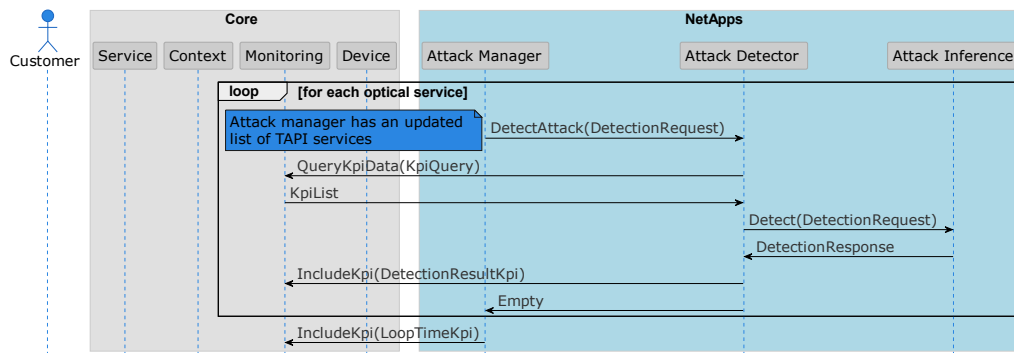 Core
NetApps
Customer
Service
Context
Monitoring
Device
Attack Manager
Attack Detector
Attack Inference
loop
[for each optical service]
Attack manager has an updated
list of TAPI services
DetectAttack(DetectionRequest)
QueryKpiData(KpiQuery)
KpiList
Detect(DetectionRequest)
DetectionResponse
IncludeKpi(DetectionResultKpi)
Empty
IncludeKpi(LoopTimeKpi)